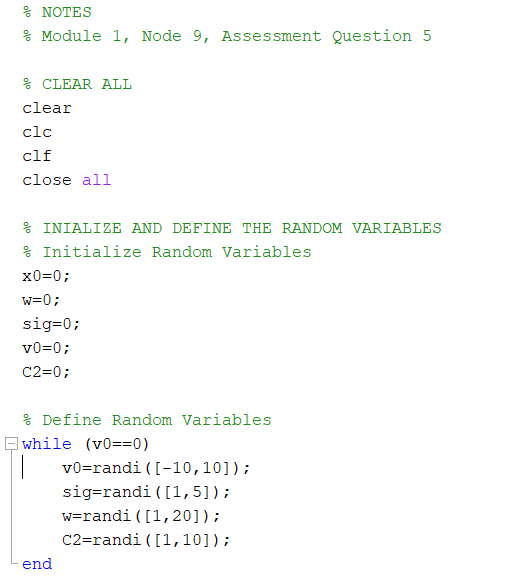 % NOTES
% Module 1, Node 9, Assessment Question 5
% CLEAR ALL
clear
clc
clf
close all
% INIALIZE AND DEFINE THE RANDOM VARIABLES
% Initialize Random Variables
x0=0;
w=0;
sig=0;
v0=0;
C2=0;
% Define Random Variables
while (v0==0)
    v0=randi([-10,10]);
    sig=randi([1,5]);
    w=randi([1,20]);
    C2=randi([1,10]);
end